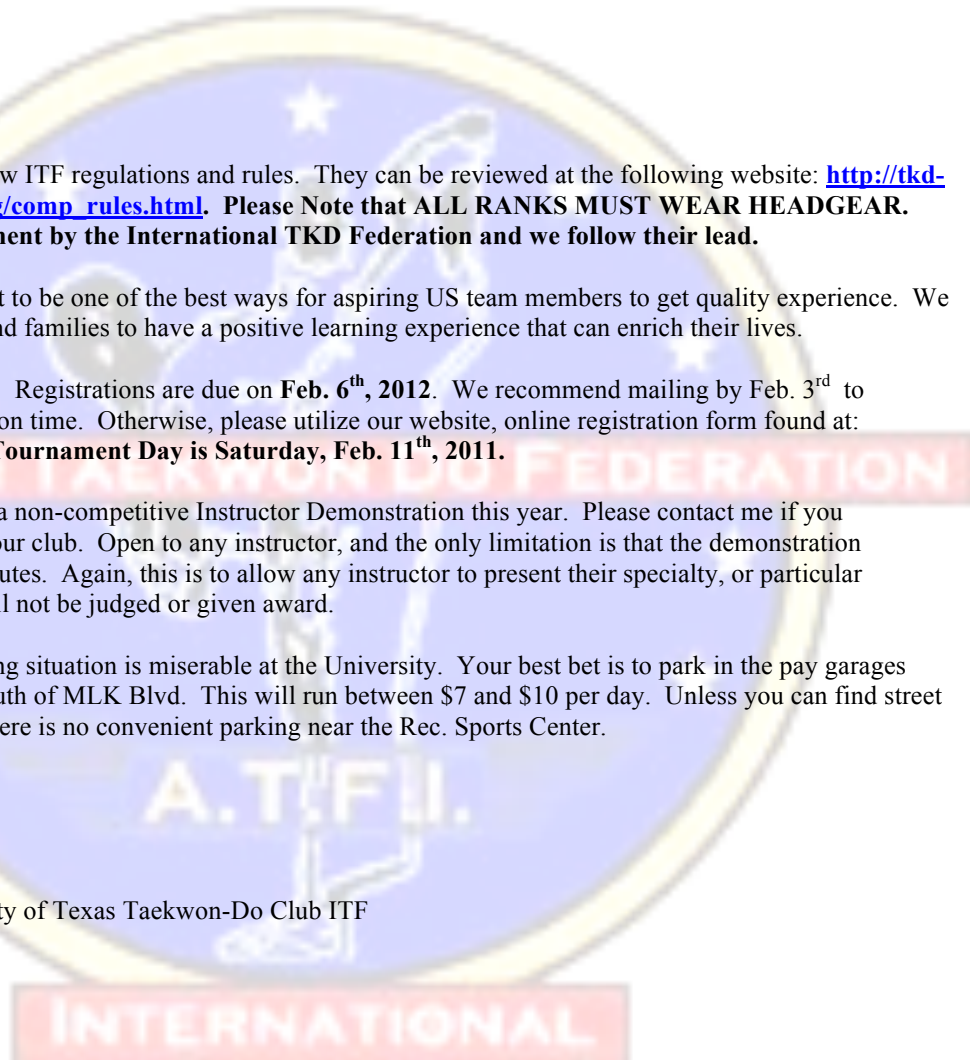 w ITF regulations and rules. They can be reviewed at the following website: http://tkd-
g/comp_rules.html. Please Note that ALL RANKS MUST WEAR HEADGEAR.
ment by the International TKD Federation and we follow their lead.
t to be one of the best ways for aspiring US team members to get quality experience. We
nd families to have a positive learning experience that can enrich their lives.
Registrations are due on Feb. 6th, 2012. We recommend mailing by Feb. 3rd to
on time. Otherwise, please utilize our website, online registration form found at:
Tournament Day is Saturday, Feb. 11th, 2011.
TAEKWON DO FEDERATION
a non-competitive Instructor Demonstration this year. Please contact me if you
our club. Open to any instructor, and the only limitation is that the demonstration
utes. Again, this is to allow any instructor to present their specialty, or particular
ll not be judged or given award.
ng situation is miserable at the University. Your best bet is to park in the pay garages
uth of MLK Blvd. This will run between $7 and $10 per day. Unless you can find street
ere is no convenient parking near the Rec. Sports Center.
A.T.F.I.
ty of Texas Taekwon-Do Club ITF
INTERNATIONAL